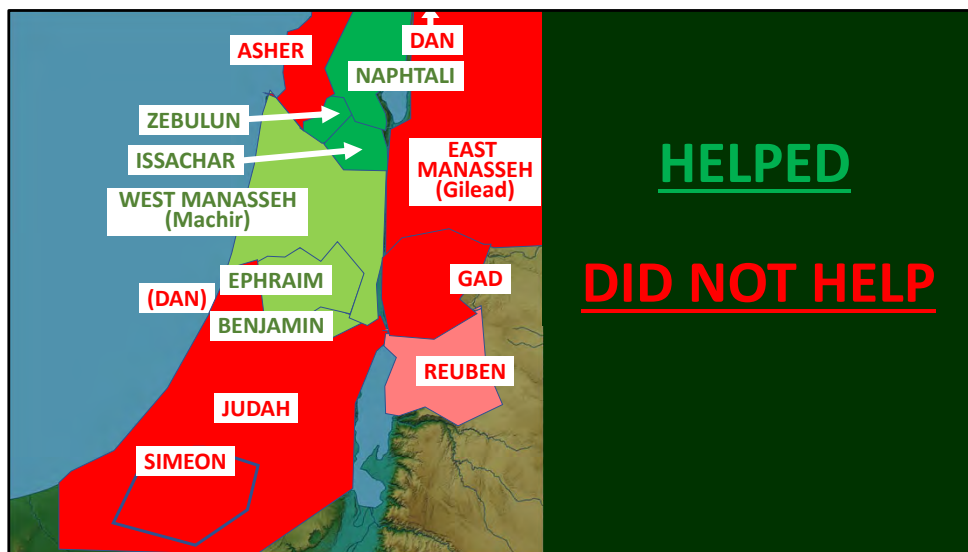 ASHER
DAN
NAPHTALI
ZEBULUN
ISSACHAR
EAST
MANASSEH
(Gilead)
WEST MANASSEH
(Machir)
EPHRAIM
GAD
(DAN)
BENJAMIN
REUBEN
JUDAH
SIMEON
HELPED
DID NOT HELP